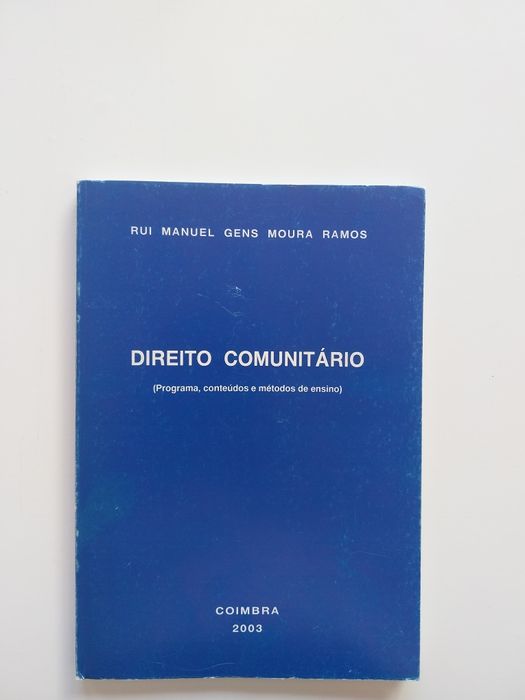 RUI MANUEL GENS MOURA RAMOS
DIREITO COMUNITÁRIO
(Programa, conteúdos e métodos de ensino)
COIMBRA
2003